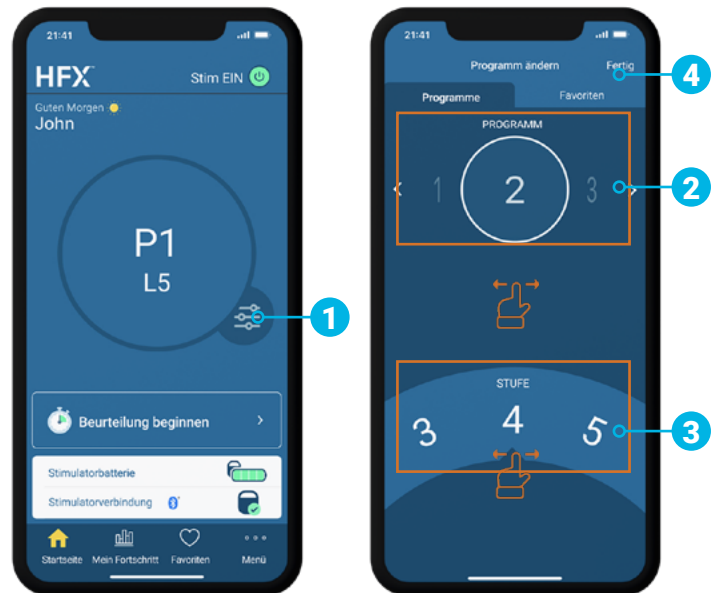 21:41
HFX
Stim EIN
Guten Morgen
John
P1
L5
1
Beurteilung beginnen
Stimulatorbatterie
Stimulatorverbindung
Startseite Mein Fortschritt Favoriten Menü
21:41
Programm ändern Fertig
4
Programme Favoriten
PROGRAMM
1 2 3
2
STUFE
3 4 5
3